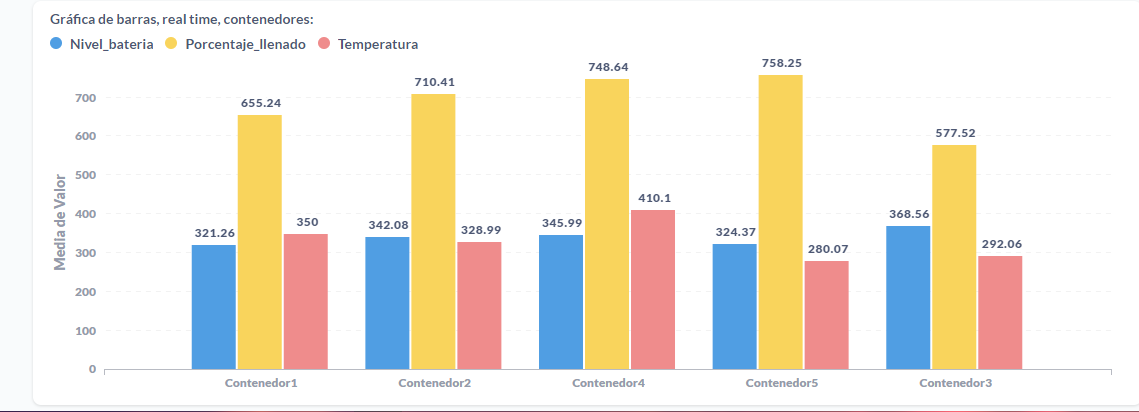 Gráfica de barras, real time, contenedores:
Nivel_bateria Porcentaje_llenado Temperatura
Media de Valor
700
600
500
400
300
200
100
0
321.26 655.24 350
342.08 710.41 328.99
345.99 748.64 410.1
324.37 758.25 280.07
368.56 577.52 292.06
Contenedor1 Contenedor2 Contenedor4 Contenedor5 Contenedor3